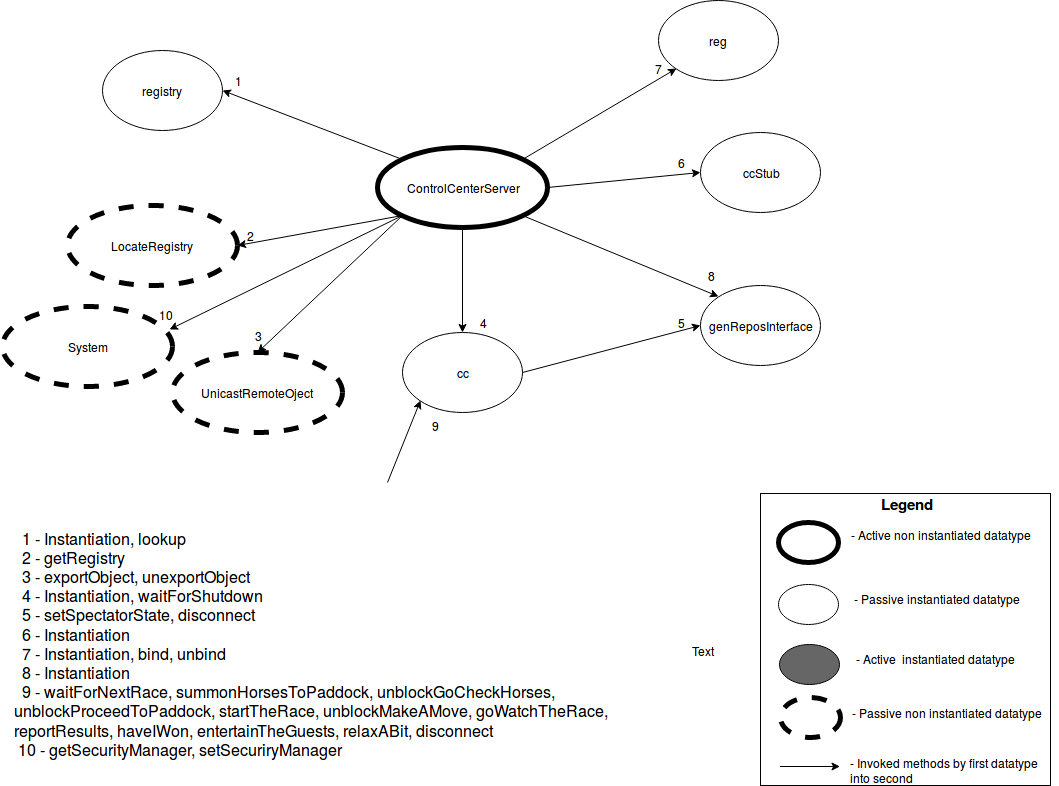 reg
registry
1
7
ControlCenterServer
6
ccStub
LocateRegistry
2
8
10
System
3
4
5
genReposInterface
UnicastRemoteOject
cc
9
1 - Instantiation, lookup
2 - getRegistry
3 - exportObject, unexportObject
4 - Instantiation, waitForShutdown
5 - setSpectatorState, disconnect
6 - Instantiation
7 - Instantiation, bind, unbind
8 - Instantiation
9 - waitForNextRace, summonHorsesToPaddock, unblockGoCheckHorses,
unblockProceedToPaddock, startTheRace, unblockMakeAMove, goWatchTheRace,
reportResults, haveIWon, entertainTheGuests, relaxABit, disconnect
10 - getSecurityManager, setSecuriryManager
Text
Legend
- Active non instantiated datatype
- Passive instantiated datatype
- Active  instantiated datatype
- Passive non instantiated datatype
- Invoked methods by first datatype
into second